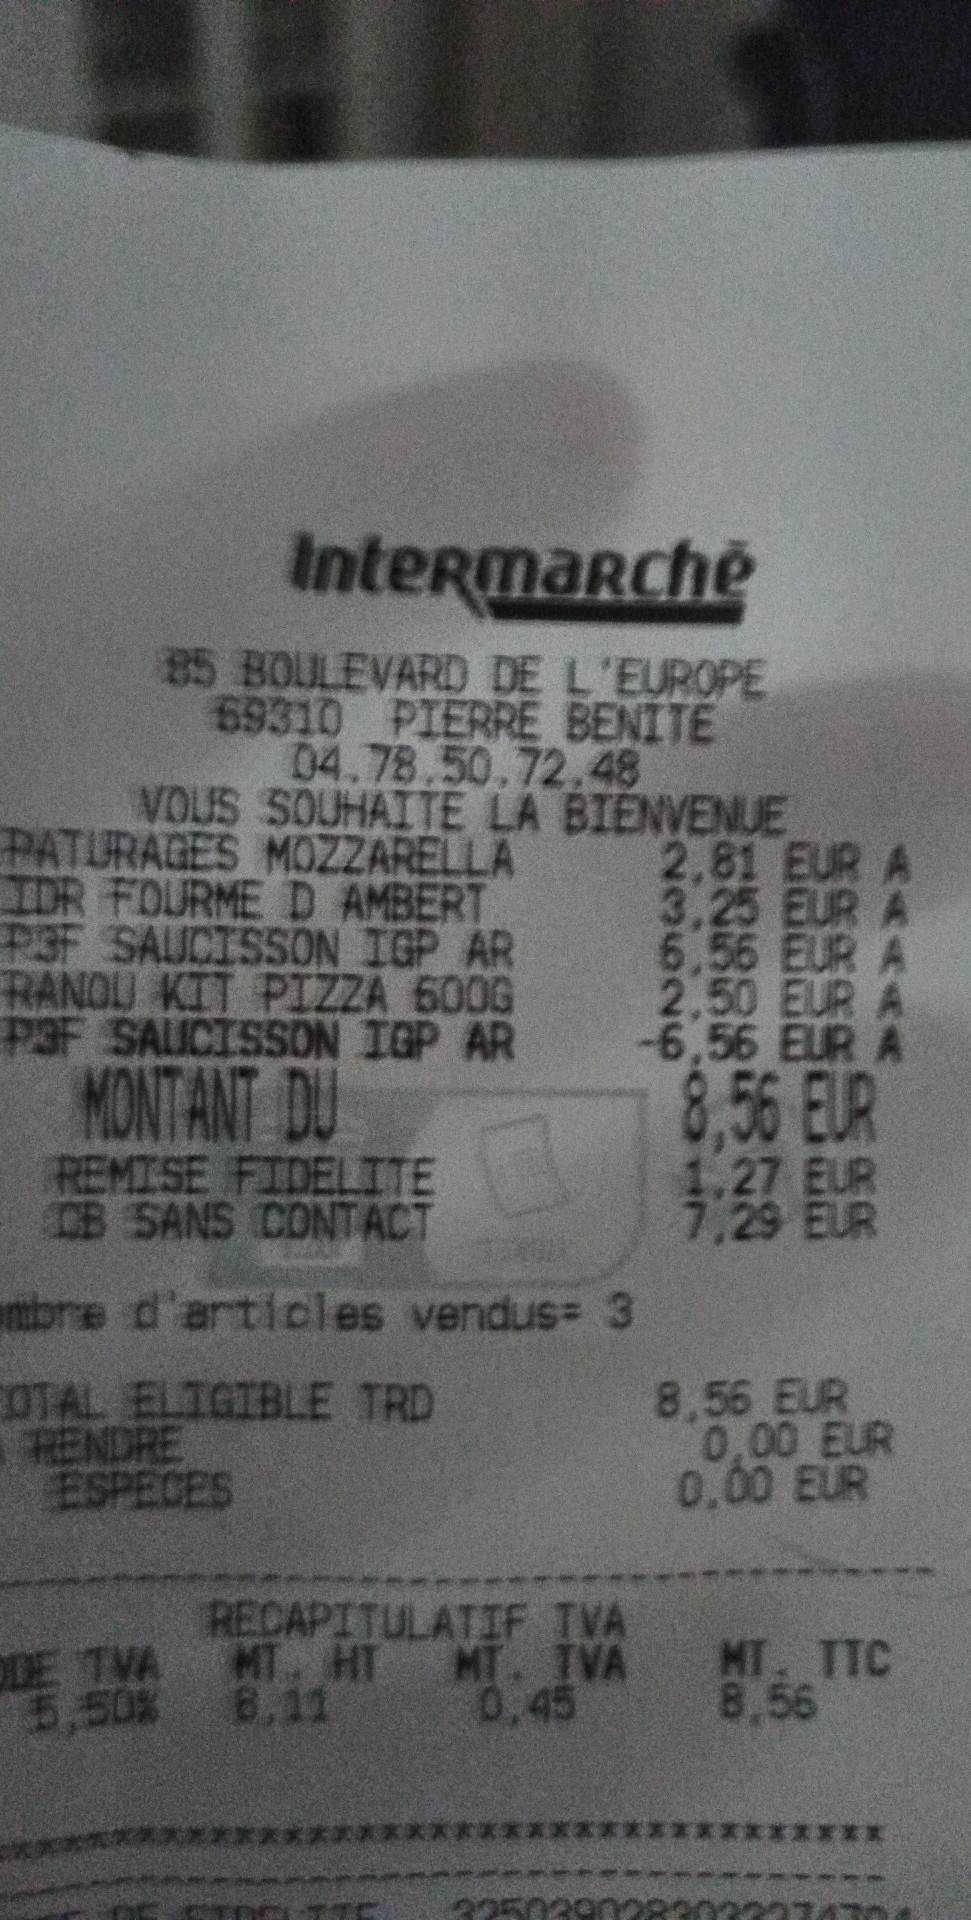 Intermarché
85 BOULEVARD DE L'EUROPE
69310 PIERRE BENITE
04.78.50.72.48
VOUS SOUHAITE LA BIENVENUE
PATURAGES MOZZARELLA 2,81 EUR A
IDR FOURME D AMBERT 3,25 EUR A
P3F SAUCISSON IGP AR 6,56 EUR A
RANOU KIT PIZZA 600G 2,50 EUR A
P3F SAUCISSON IGP AR -6,56 EUR A
MONTANT DU 8,56 EUR
REMISE FIDELITE 1,27 EUR
CB SANS CONTACT 7,29 EUR
mbre d'articles vendus= 3
OTAL ELIGIBLE TRD 8,56 EUR
RENDRE 0,00 EUR
ESPECES 0,00 EUR
RECAPITULATIF TVA
ODE TVA MT. HT MT. TVA MT. TTC
5,50% 8,11 0,45 8,56